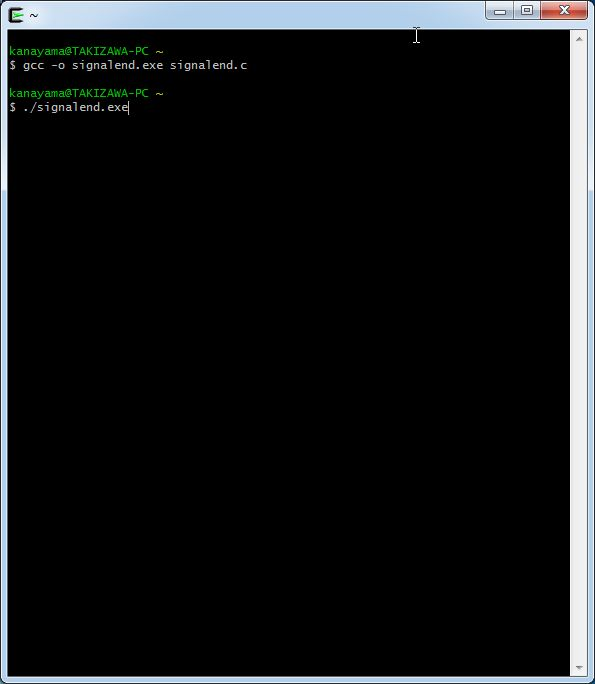 ~
kanayama@TAKIZAWA-PC ~
$ gcc -o signalend.exe signalend.c
kanayama@TAKIZAWA-PC ~
$ ./signalend.exe